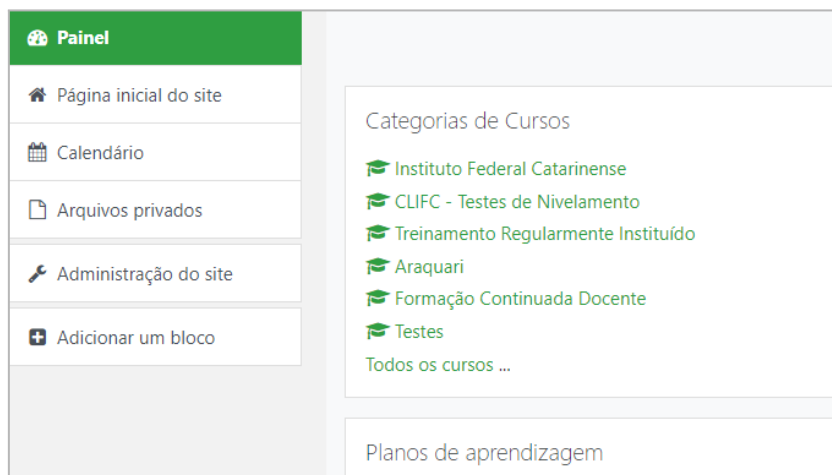 Painel
Página inicial do site
Calendário
Arquivos privados
Administração do site
Adicionar um bloco
Categorias de Cursos
Instituto Federal Catarinense
CLIFC - Testes de Nivelamento
Treinamento Regularmente Instituído
Araquari
Formação Continuada Docente
Testes
Todos os cursos ...
Planos de aprendizagem